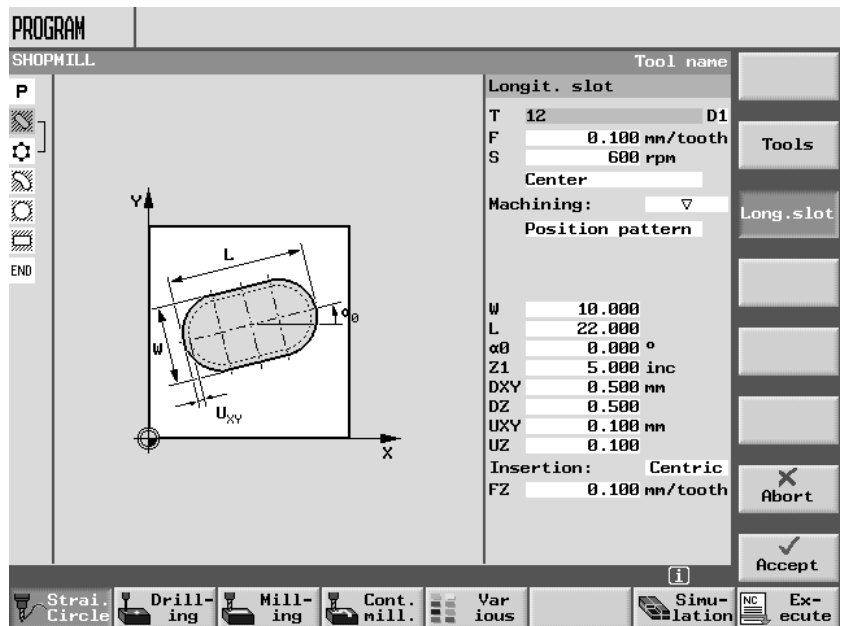 PROGRAM
SHOPMILL Tool name
P
END
Y
L
α0
W
UXY
X
Longit. slot
T 12 D1
F 0.100 mm/tooth
S 600 rpm
Center
Machining: ▽
Position pattern
W 10.000
L 22.000
α0 0.000 °
Z1 5.000 inc
DXY 0.500 mm
DZ 0.500
UXY 0.100 mm
UZ 0.100
Insertion: Centric
FZ 0.100 mm/tooth
Tools
Long.slot
Abort
Accept
i
Strai.
Circle
Drill-
ing
Mill-
ing
Cont.
mill.
Var
ious
Simu-
lation
NC
Ex-
ecute